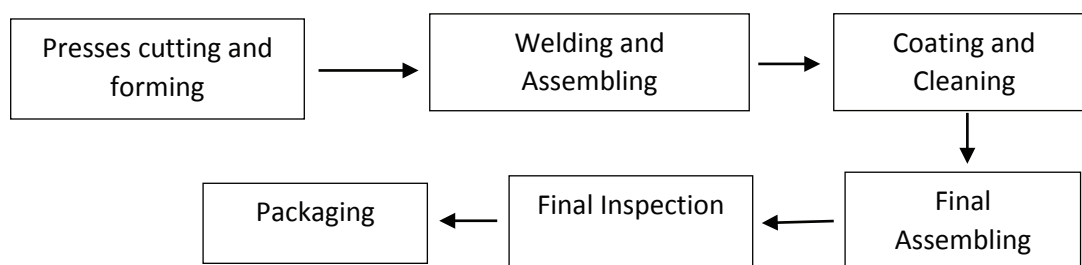 Presses cutting and
forming
Welding and
Assembling
Coating and
Cleaning
Final
Assembling
Final Inspection
Packaging